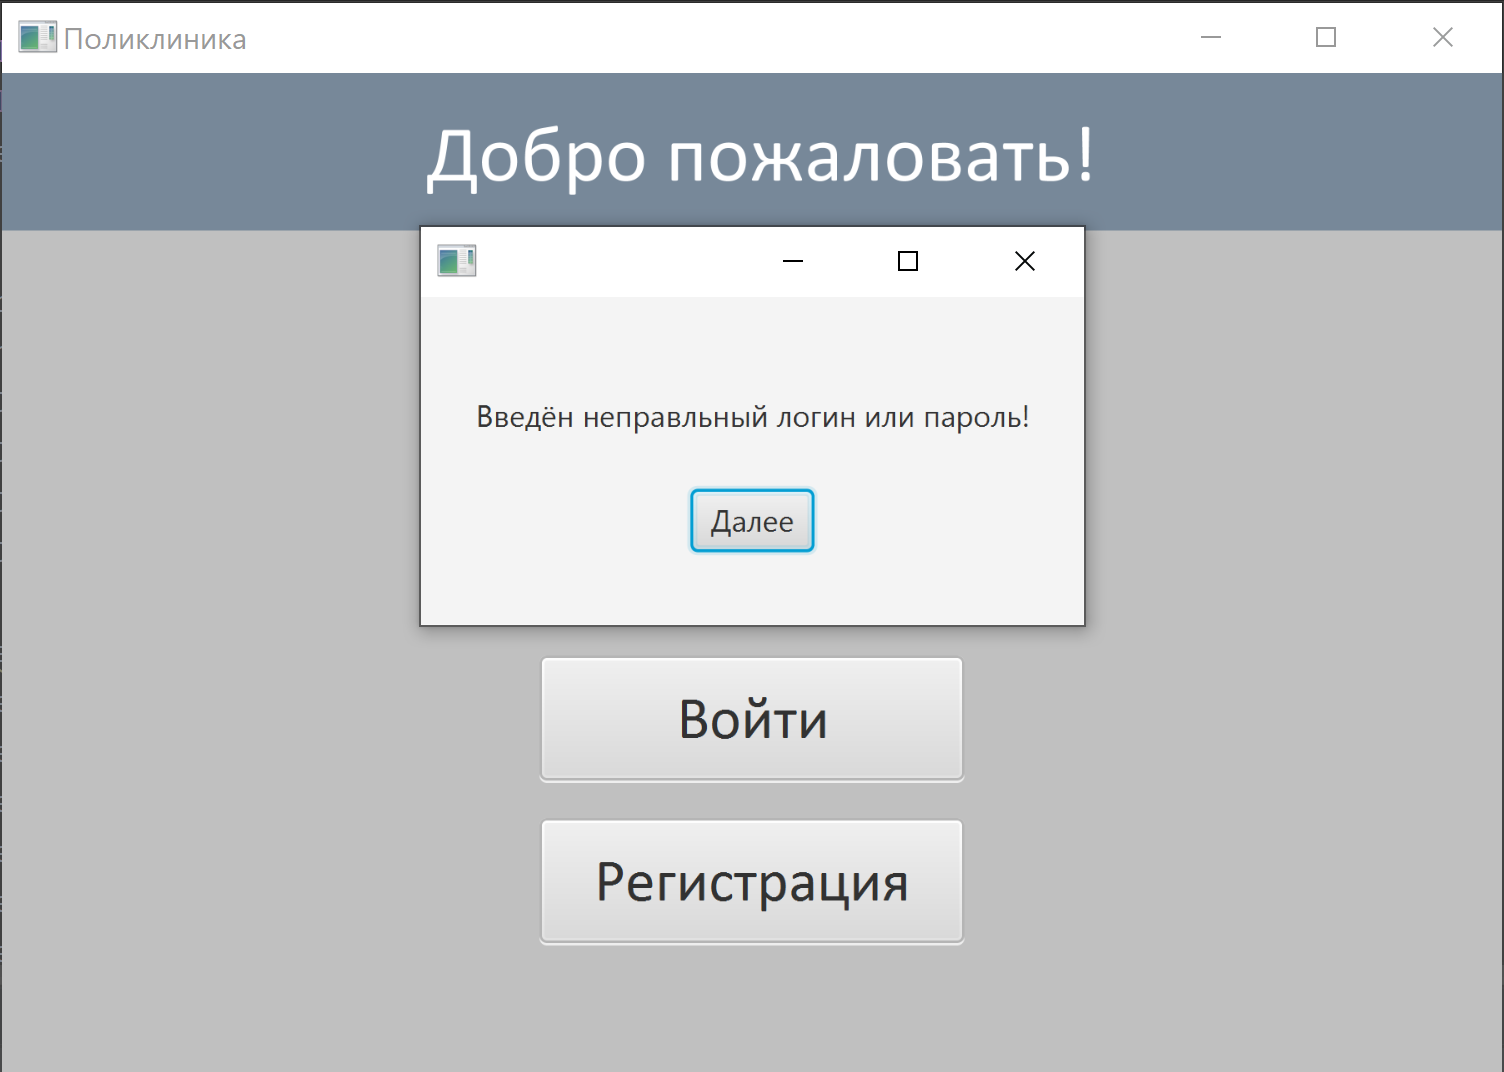 Поликлиника
Добро пожаловать!
Введён неправльный логин или пароль!
Далее
Войти
Регистрация